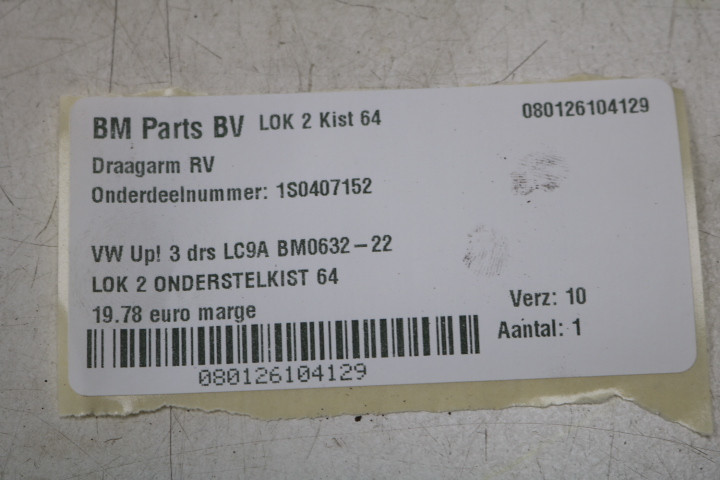 BM Parts BV LOK 2 Kist 64 080126104129
Draagarm RV
Onderdeelnummer: 1S0407152
VW Up! 3 drs LC9A BM0632-22
LOK 2 ONDERSTELKIST 64
19.78 euro marge
Verz: 10
Aantal: 1
080126104129